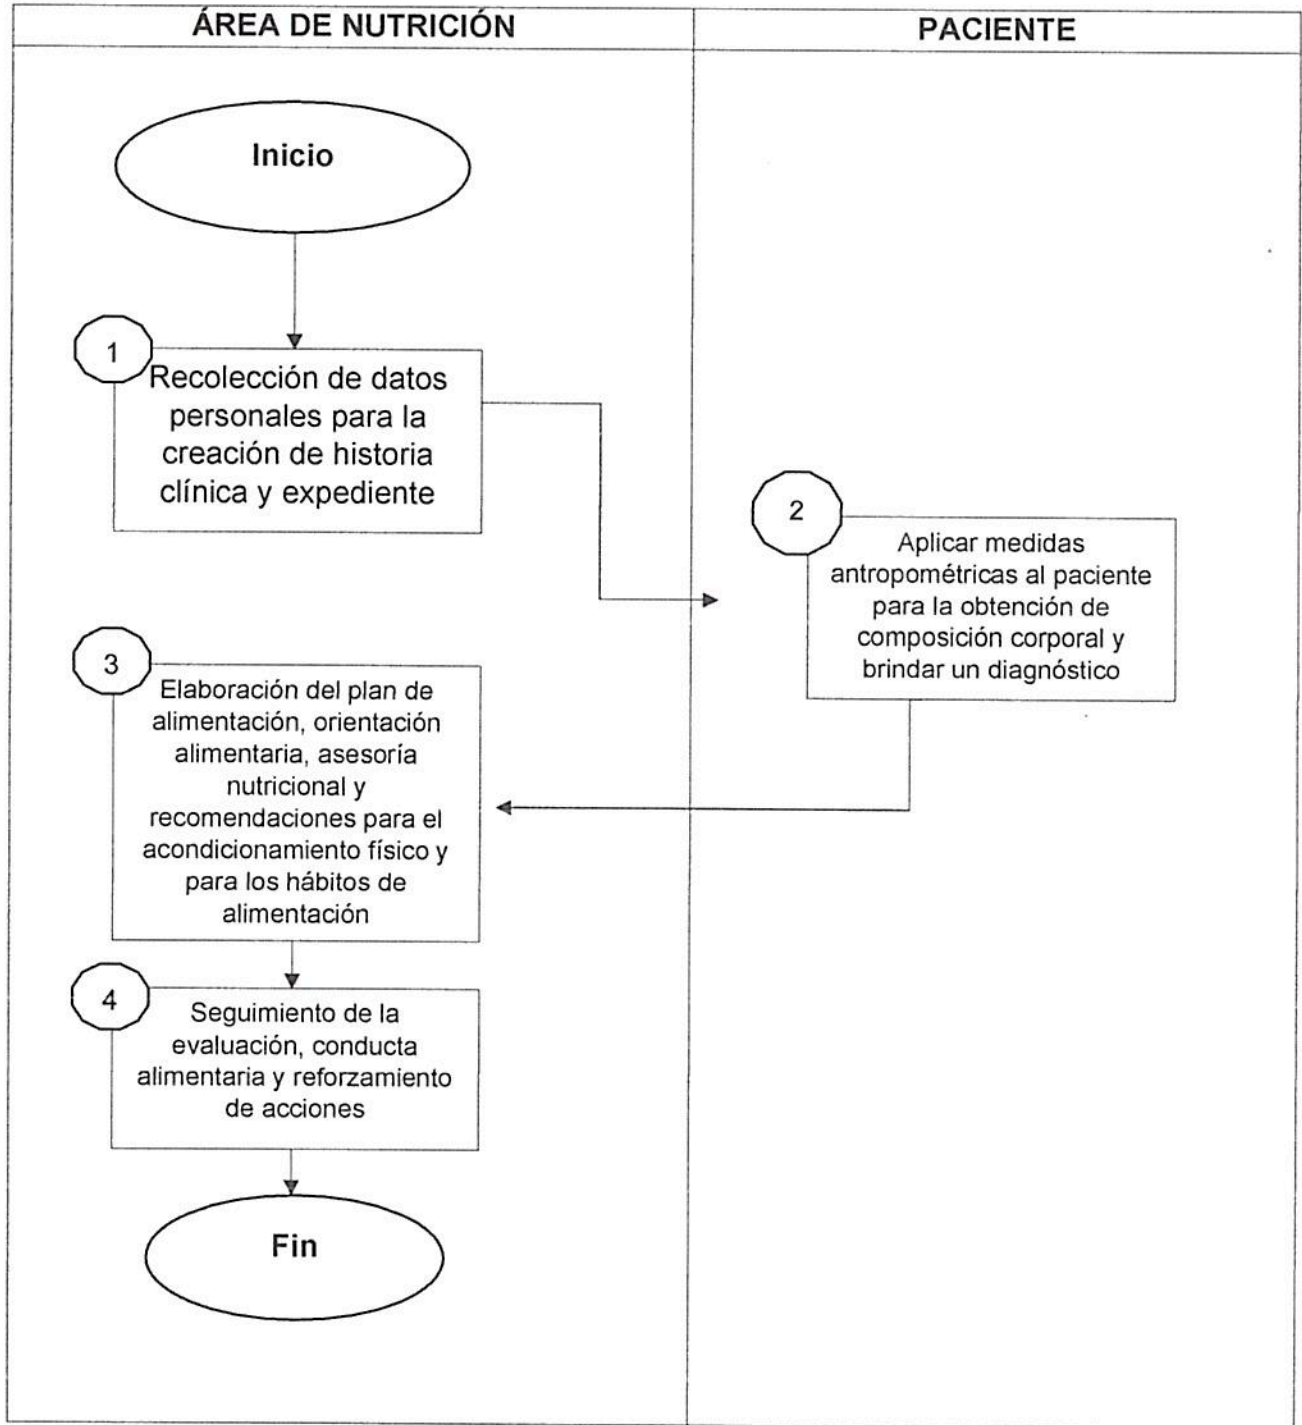 ÁREA DE NUTRICIÓN
PACIENTE
Inicio
1
Recolección de datos
personales para la
creación de historia
clínica y expediente
2
Aplicar medidas
antropométricas al paciente
para la obtención de
composición corporal y
brindar un diagnóstico
3
Elaboración del plan de
alimentación, orientación
alimentaria, asesoría
nutricional y
recomendaciones para el
acondicionamiento físico y
para los hábitos de
alimentación
4
Seguimiento de la
evaluación, conducta
alimentaria y reforzamiento
de acciones
Fin